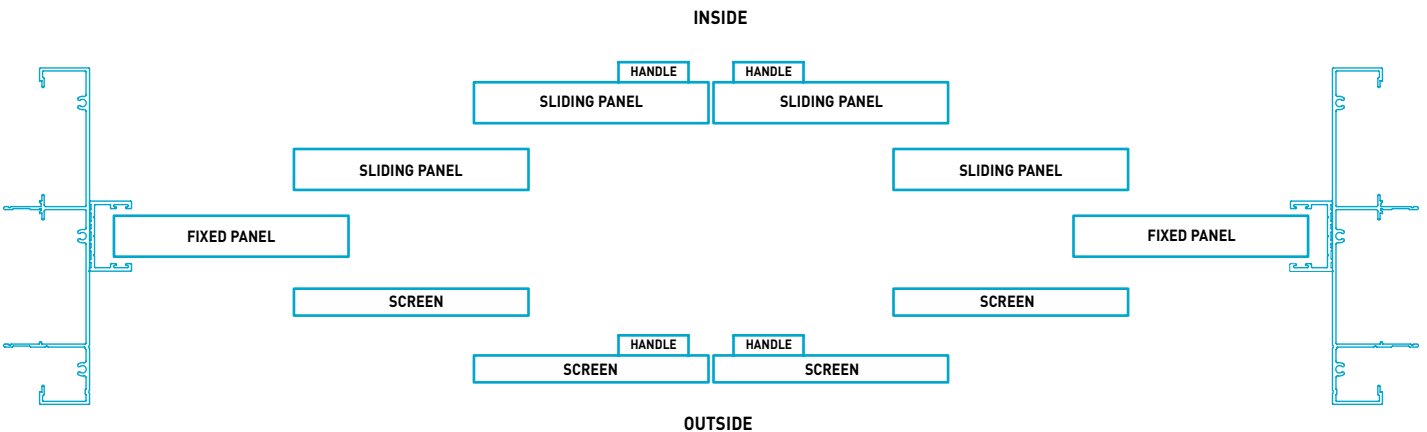 INSIDE
HANDLE HANDLE
SLIDING PANEL SLIDING PANEL
SLIDING PANEL SLIDING PANEL
FIXED PANEL FIXED PANEL
SCREEN SCREEN
HANDLE HANDLE
SCREEN SCREEN
OUTSIDE